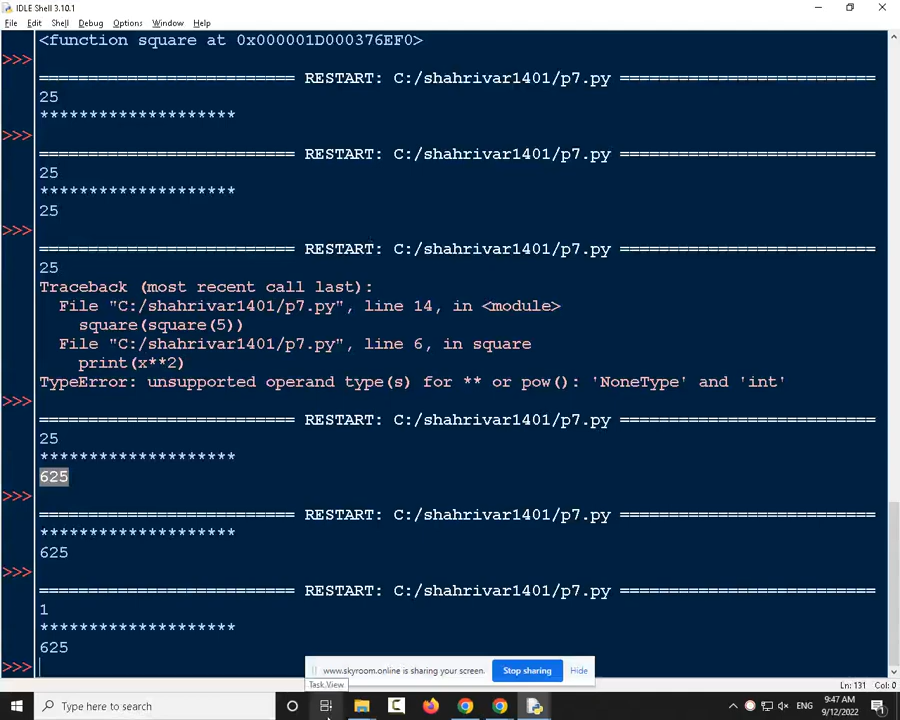 IDLE Shell 3.10.1
File Edit Shell Debug Options Window Help
<function square at 0x000001D000376EF0>
>>>
========================= RESTART: C:/shahrivar1401/p7.py =========================
25
********************
>>>
========================= RESTART: C:/shahrivar1401/p7.py =========================
25
********************
25
>>>
========================= RESTART: C:/shahrivar1401/p7.py =========================
25
Traceback (most recent call last):
File "C:/shahrivar1401/p7.py", line 14, in <module>
square(square(5))
File "C:/shahrivar1401/p7.py", line 6, in square
print(x**2)
TypeError: unsupported operand type(s) for ** or pow(): 'NoneType' and 'int'
>>>
========================= RESTART: C:/shahrivar1401/p7.py =========================
25
********************
625
>>>
========================= RESTART: C:/shahrivar1401/p7.py =========================
********************
625
>>>
========================= RESTART: C:/shahrivar1401/p7.py =========================
1
********************
625
>>>
www.skyroom.online is sharing your screen. Stop sharing Hide
Task View
Ln: 131 Col: 0
Type here to search
9:47 AM
9/12/2022
1